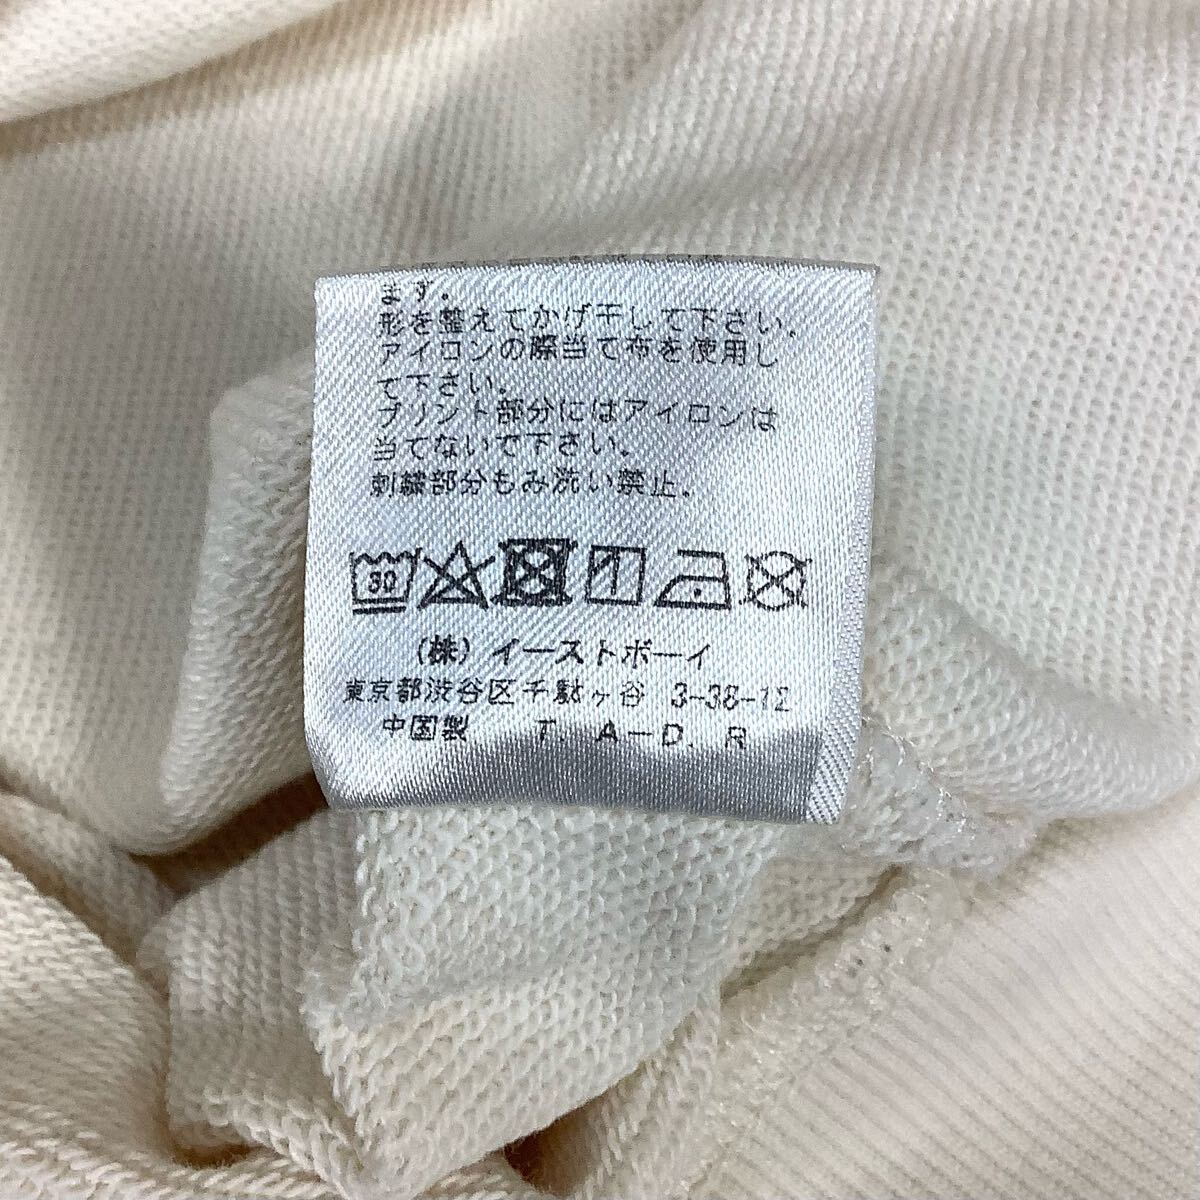 ます。
形を整えてかげ干して下さい。
アイロンの際当て布を使用し
て下さい。
プリント部分にはアイロンは
当てないで下さい。
刺繍部分もみ洗い禁止。
30
(株) イーストボーイ
東京都渋谷区千駄ヶ谷 3-38-12
中国製 T. A-D. R